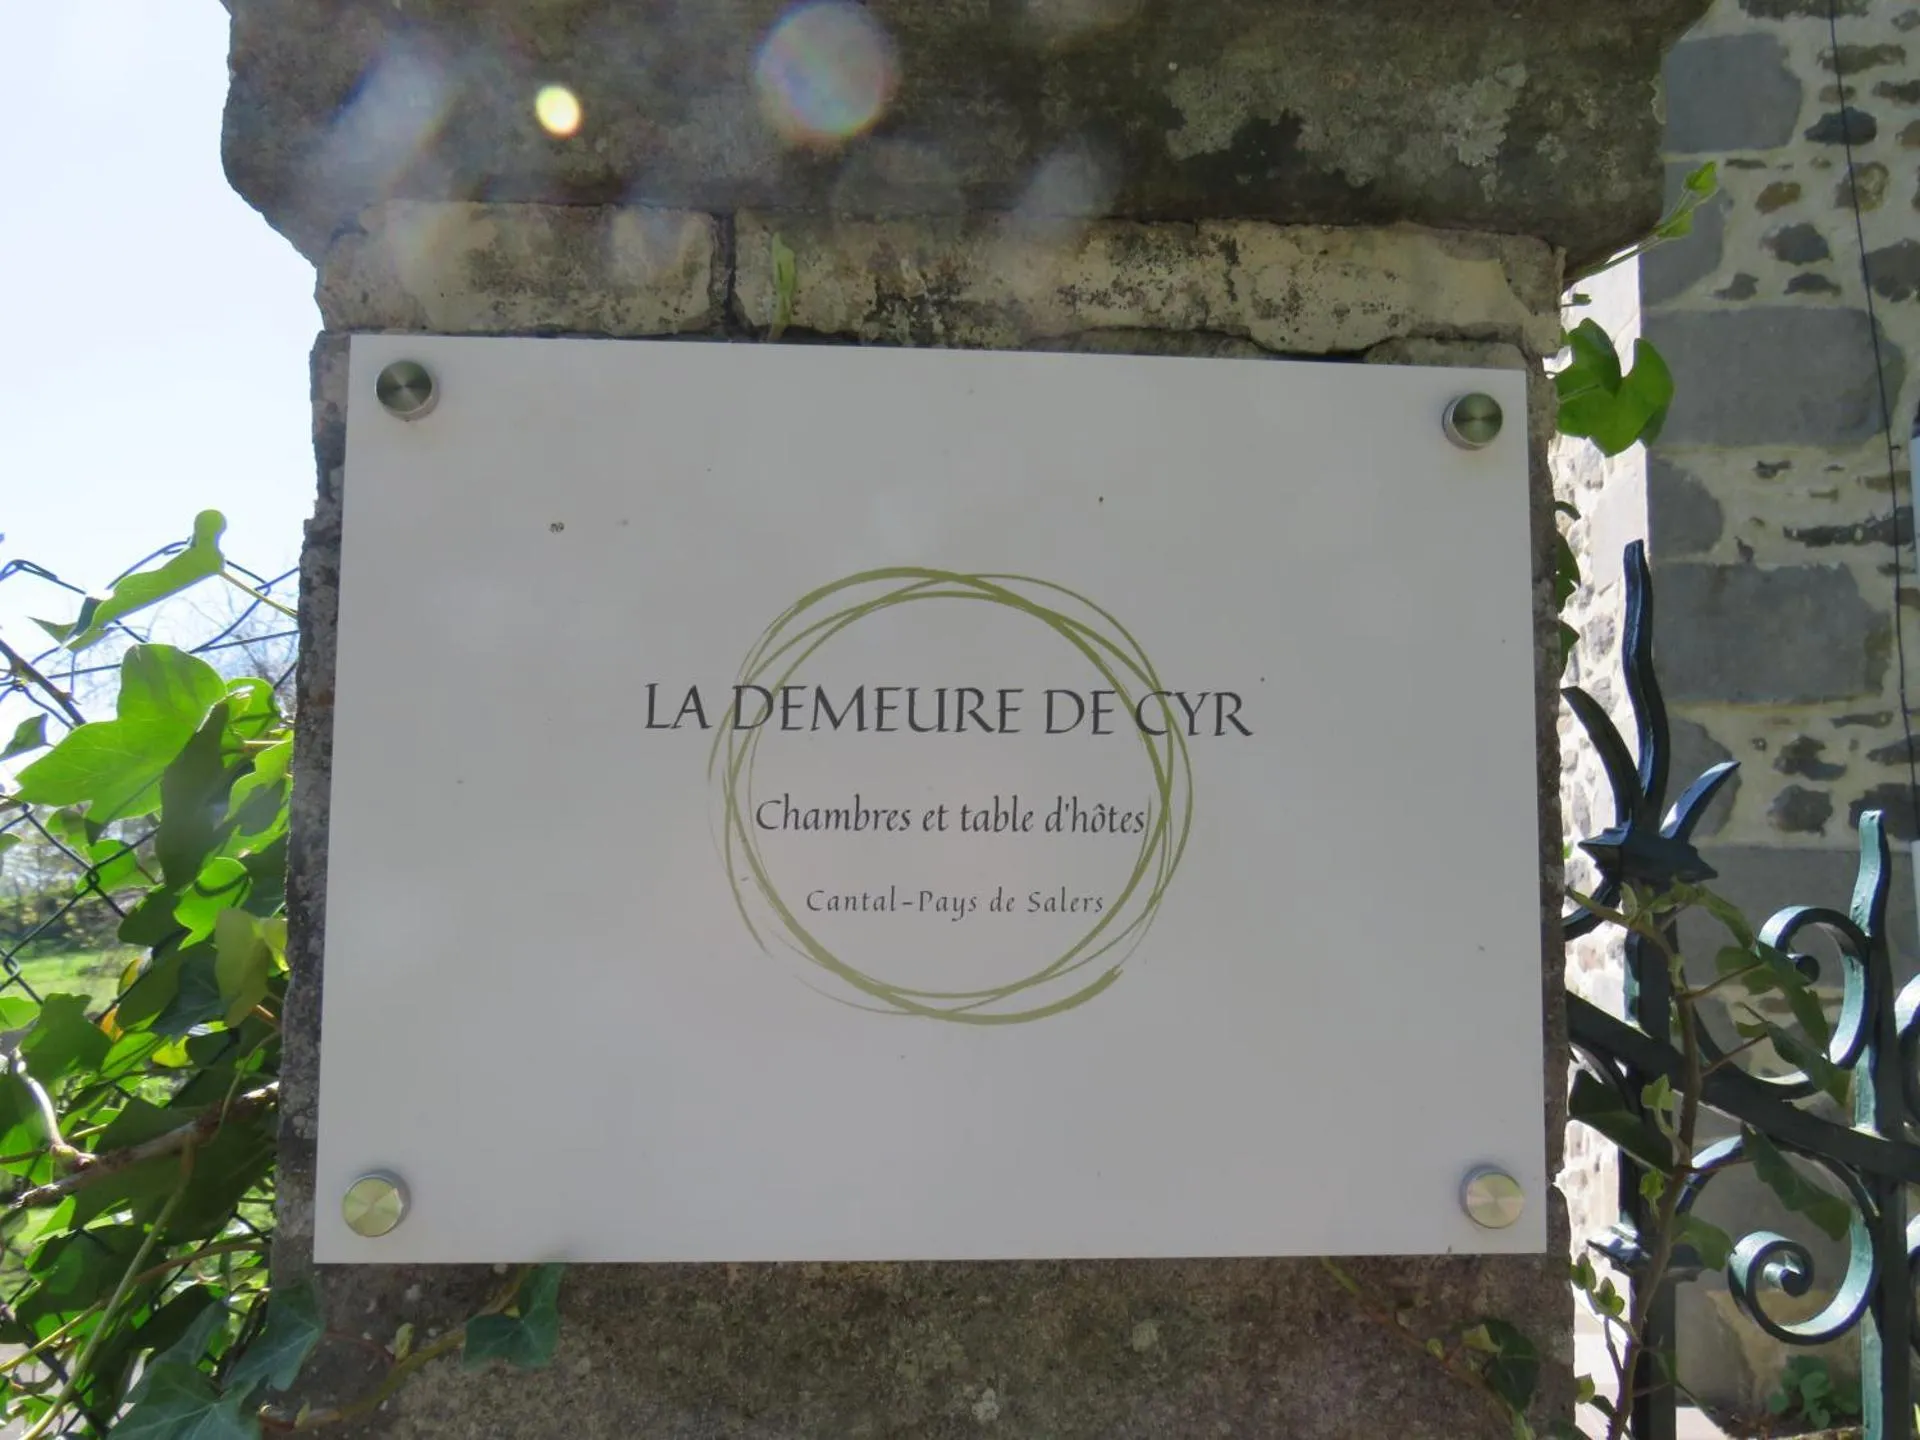 LA DEMEURE DE CYR
Chambres et table d'hôtes
Cantal-Pays de Salers